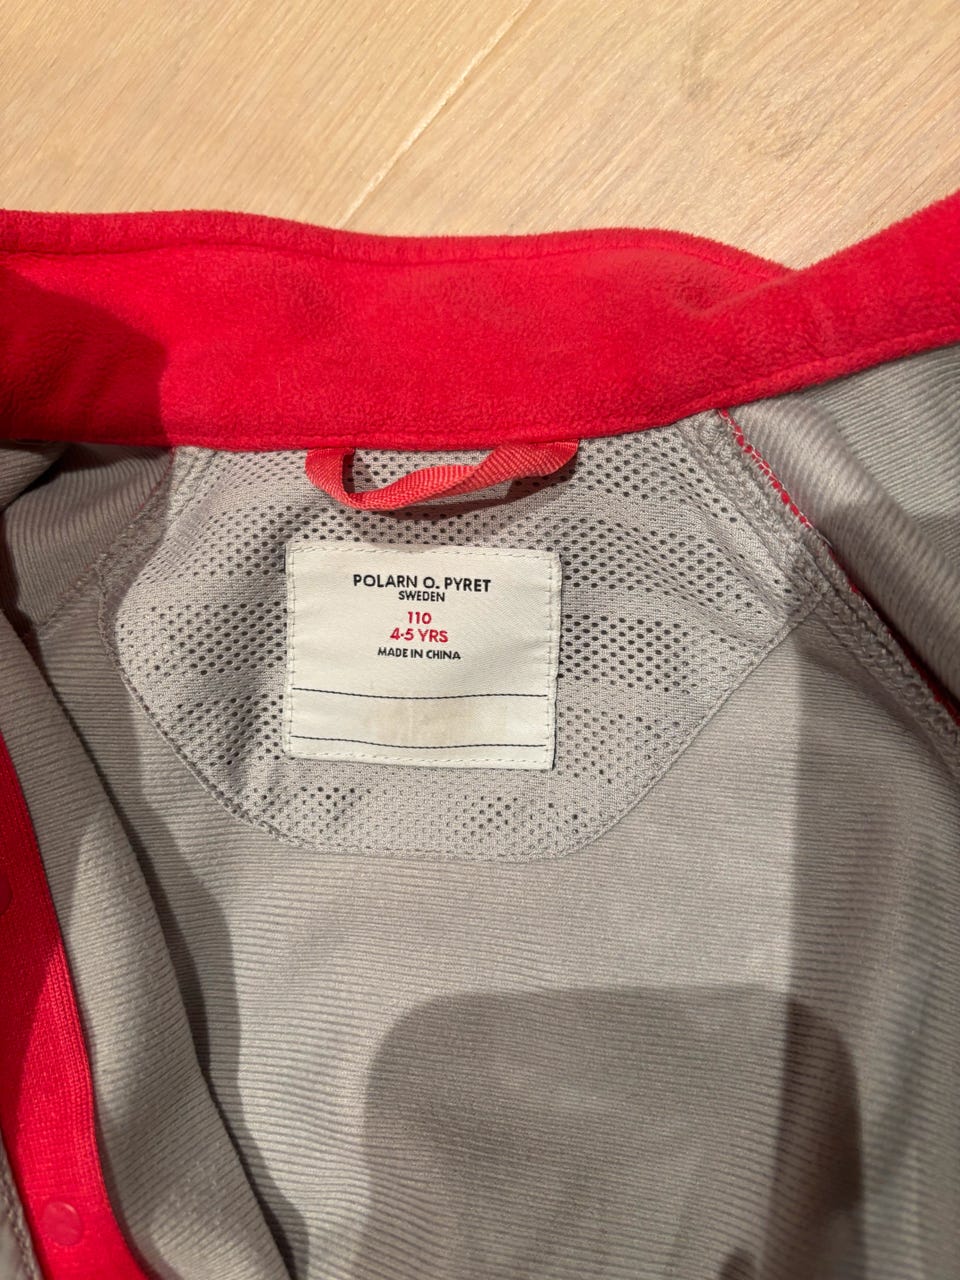 POLARN O. PYRET
SWEDEN
110
4-5 YRS
MADE IN CHINA